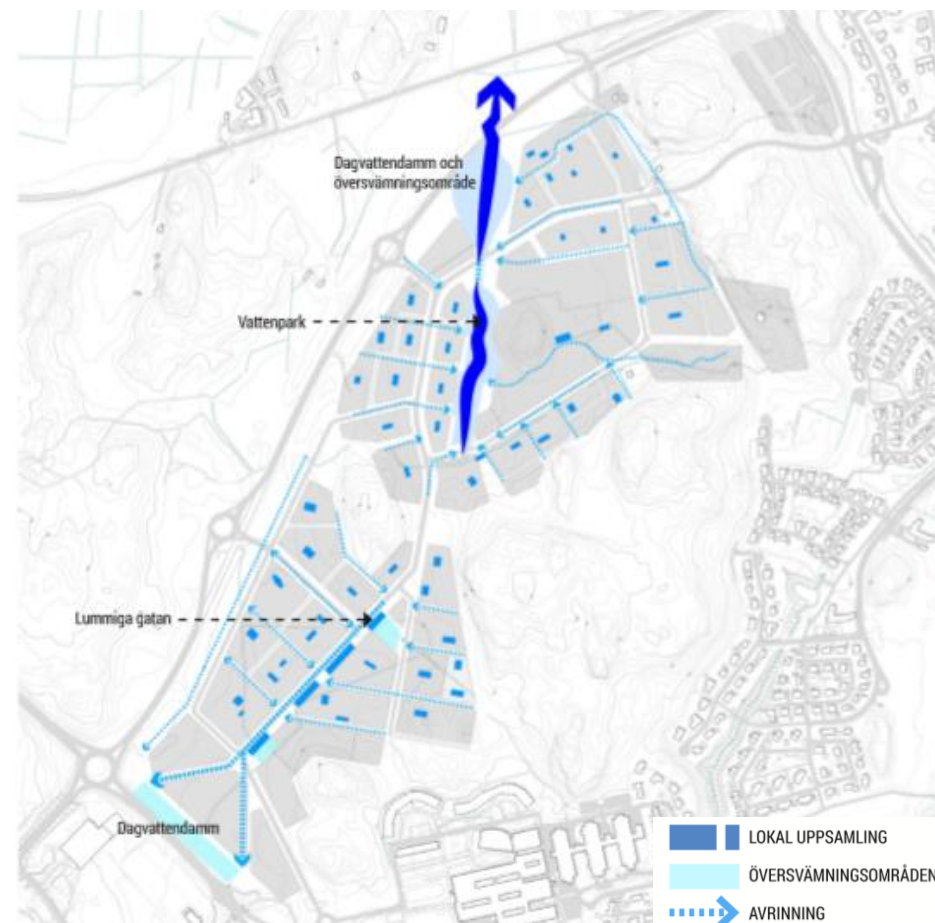 Dagvattendamm och
översvämningsområde
Vattenpark
Lummiga gatan
Dagvattendamm
LOKAL UPPSAMLING
ÖVERSVÄMNINGSOMRÅDEN
AVRINNING